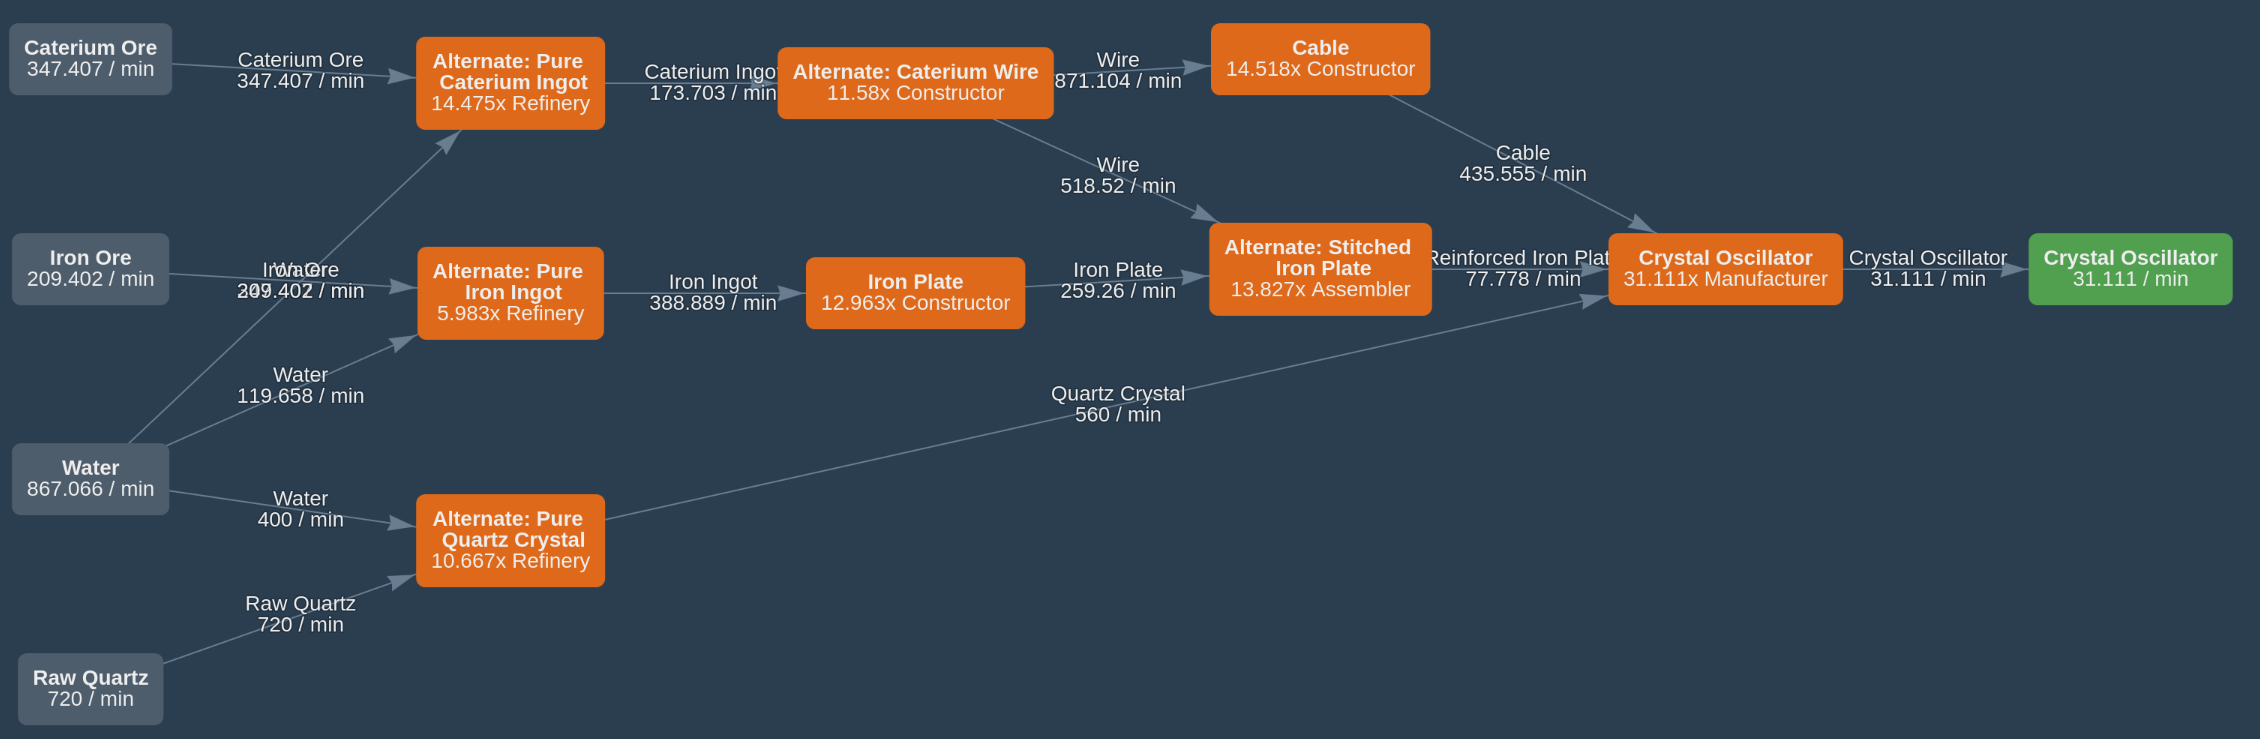 Caterium Ore
347.407 / min
Caterium Ore
347.407 / min
Alternate: Pure
Caterium Ingot
14.475x Refinery
Caterium Ingot
173.703 / min
Alternate: Caterium Wire
11.58x Constructor
Wire
871.104 / min
Cable
14.518x Constructor
Wire
518.52 / min
Cable
435.555 / min
Iron Ore
209.402 / min
Iron Ore
209.402 / min
Water
Alternate: Pure
Iron Ingot
5.983x Refinery
Iron Ingot
388.889 / min
Iron Plate
12.963x Constructor
Iron Plate
259.26 / min
Alternate: Stitched
Iron Plate
13.827x Assembler
Reinforced Iron Plat
77.778 / min
Crystal Oscillator
31.111x Manufacturer
Crystal Oscillator
31.111 / min
Crystal Oscillator
31.111 / min
Water
119.658 / min
Quartz Crystal
560 / min
Water
867.066 / min
Water
400 / min
Alternate: Pure
Quartz Crystal
10.667x Refinery
Raw Quartz
720 / min
Raw Quartz
720 / min